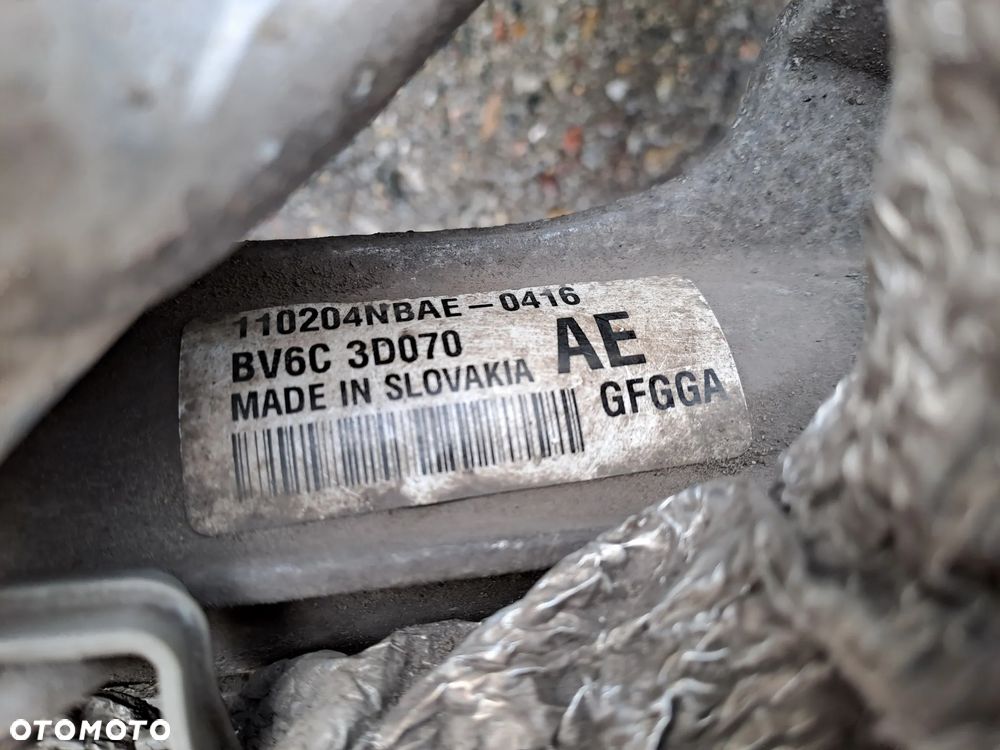 110204NBAE-0416
BV6C 3D070 AE
MADE IN SLOVAKIA GFGGA
OTOMOTO